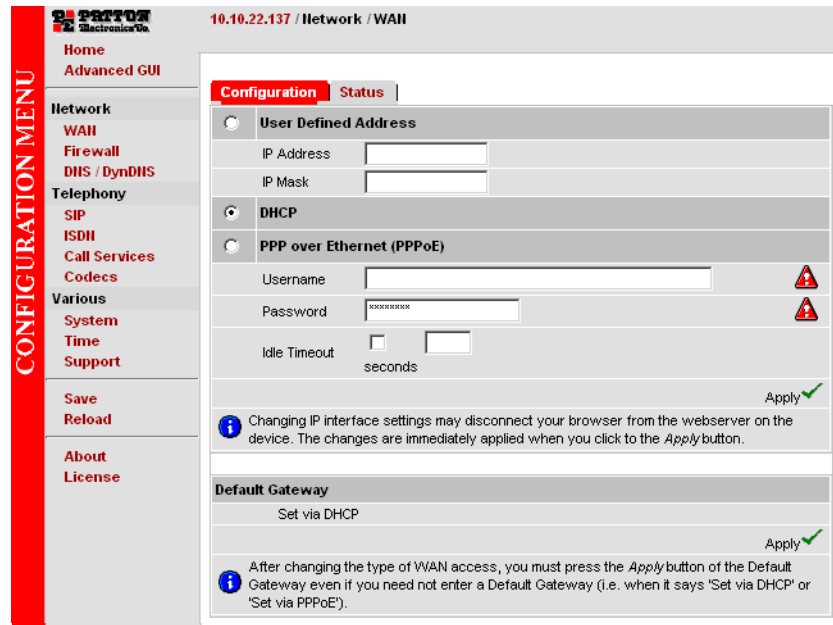 PATTON
Electronics Co.
10.10.22.137 / Network / WAN
CONFIGURATION MENU
Home
Advanced GUI
Network
WAN
Firewall
DNS / DynDNS
Telephony
SIP
ISDN
Call Services
Codecs
Various
System
Time
Support
Save
Reload
About
License
Configuration
Status
User Defined Address
IP Address
IP Mask
DHCP
PPP over Ethernet (PPPoE)
Username
Password
********
Idle Timeout
seconds
Apply
Changing IP interface settings may disconnect your browser from the webserver on the
device. The changes are immediately applied when you click to the Apply button.
Default Gateway
Set via DHCP
Apply
After changing the type of WAN access, you must press the Apply button of the Default
Gateway even if you need not enter a Default Gateway (i.e. when it says 'Set via DHCP' or
'Set via PPPoE').